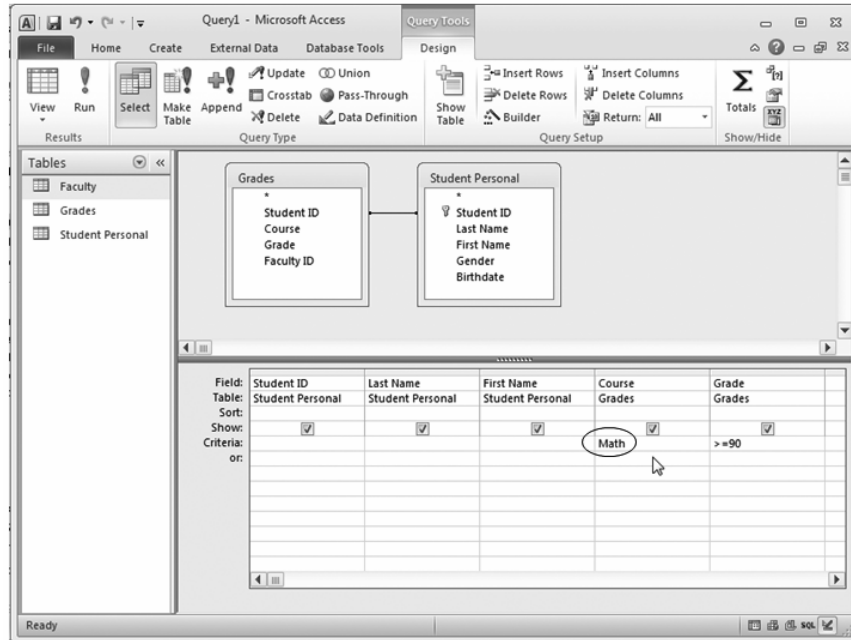 Query1 - Microsoft Access
Query Tools
File Home Create External Data Database Tools Design
View
Run
Select
Make Table
Append
Update
Crosstab
Delete
Union
Pass-Through
Data Definition
Show Table
Insert Rows
Delete Rows
Builder
Insert Columns
Delete Columns
Return: All
Totals
Results
Query Type
Query Setup
Show/Hide
Tables
Faculty
Grades
Student Personal
Grades
*
Student ID
Course
Grade
Faculty ID
Student Personal
*
Student ID
Last Name
First Name
Gender
Birthdate
Field: Student ID Last Name First Name Course Grade
Table: Student Personal Student Personal Student Personal Grades Grades
Sort:
Show:
Criteria: Math >=90
or:
Ready
SQL